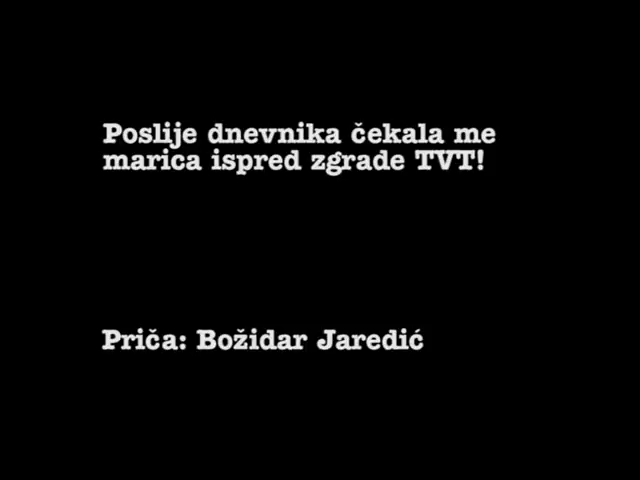 Poslije dnevnika čekala me
marica ispred zgrade TVT!
Priča: Božidar Jaredić